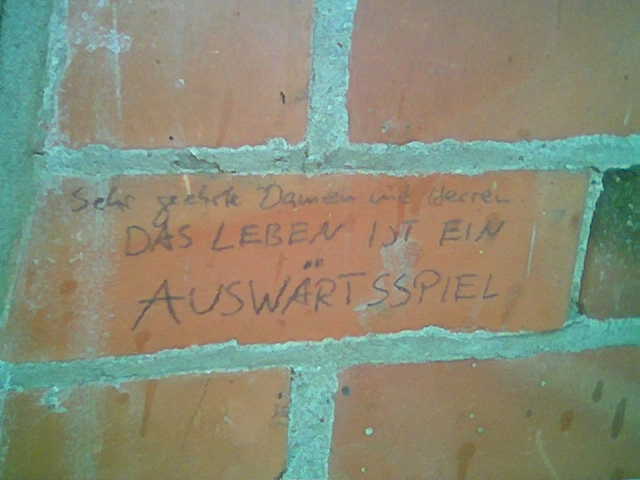 Sehr geehrte Damen und Herren
DAS LEBEN IST EIN
AUSWÄRTSSPIEL